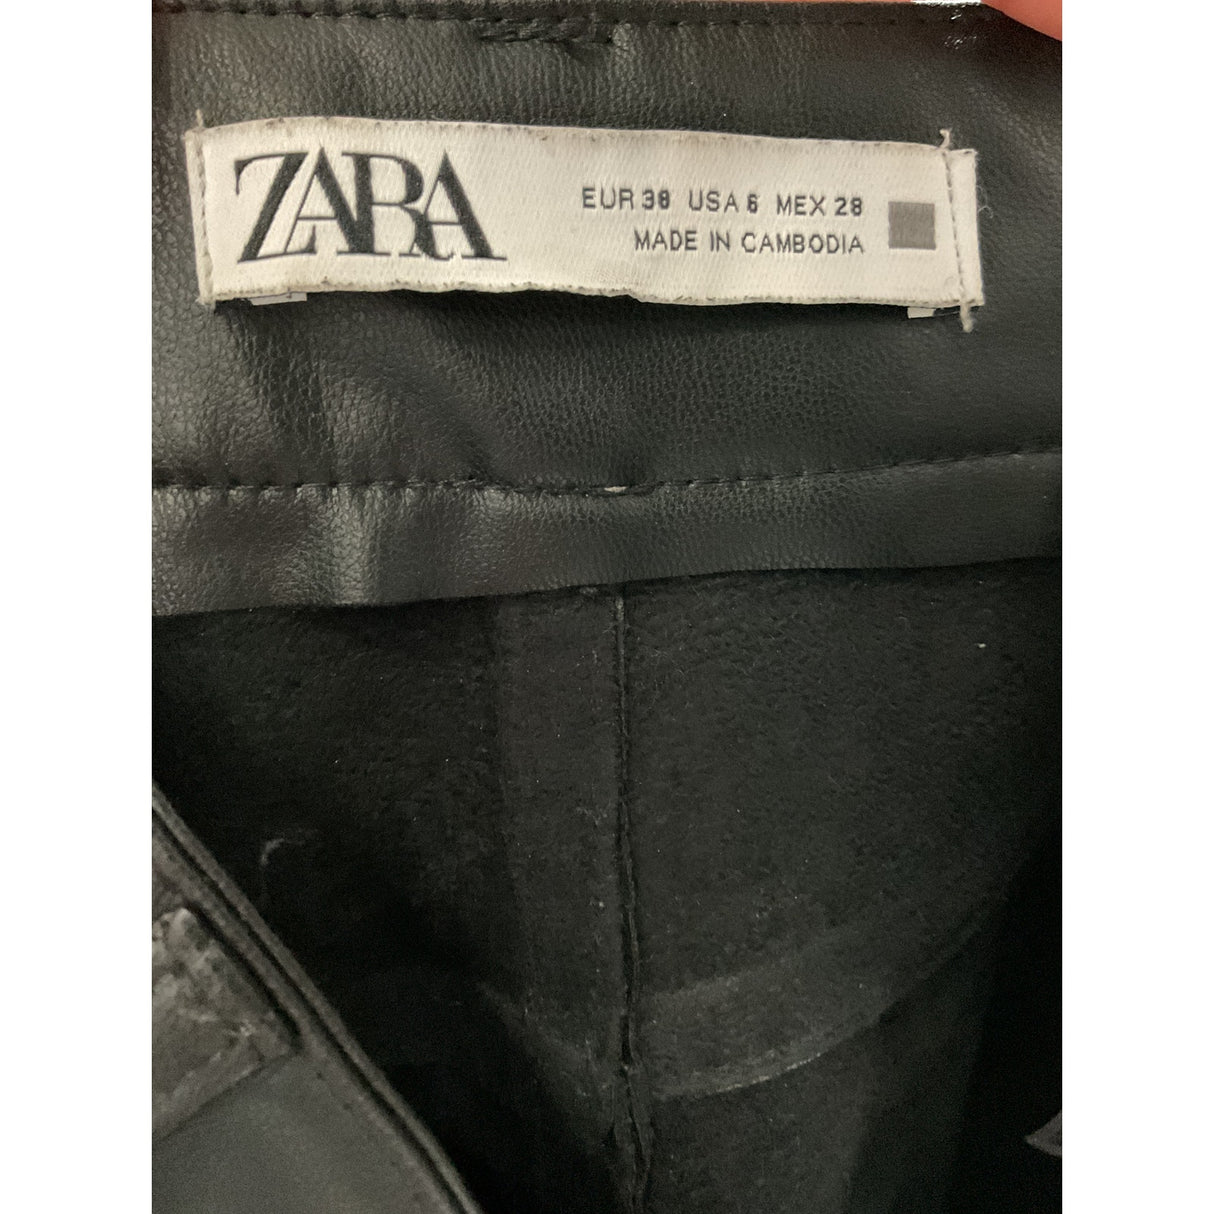 ZARA
EUR 38 USA 6 MEX 28
MADE IN CAMBODIA